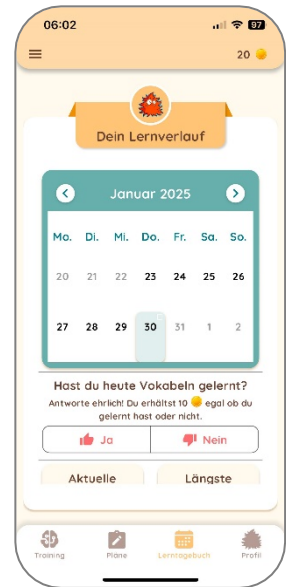 06:02
97
20
Dein Lernverlauf
Januar 2025
Mo. Di. Mi. Do. Fr. Sa. So.
20 21 22 23 24 25 26
27 28 29 30 31 1 2
Hast du heute Vokabeln gelernt?
Antworte ehrlich! Du erhältst 10 egal ob du
gelernt hast oder nicht.
Ja Nein
Aktuelle Längste
Training Pläne Lerntagebuch Profil